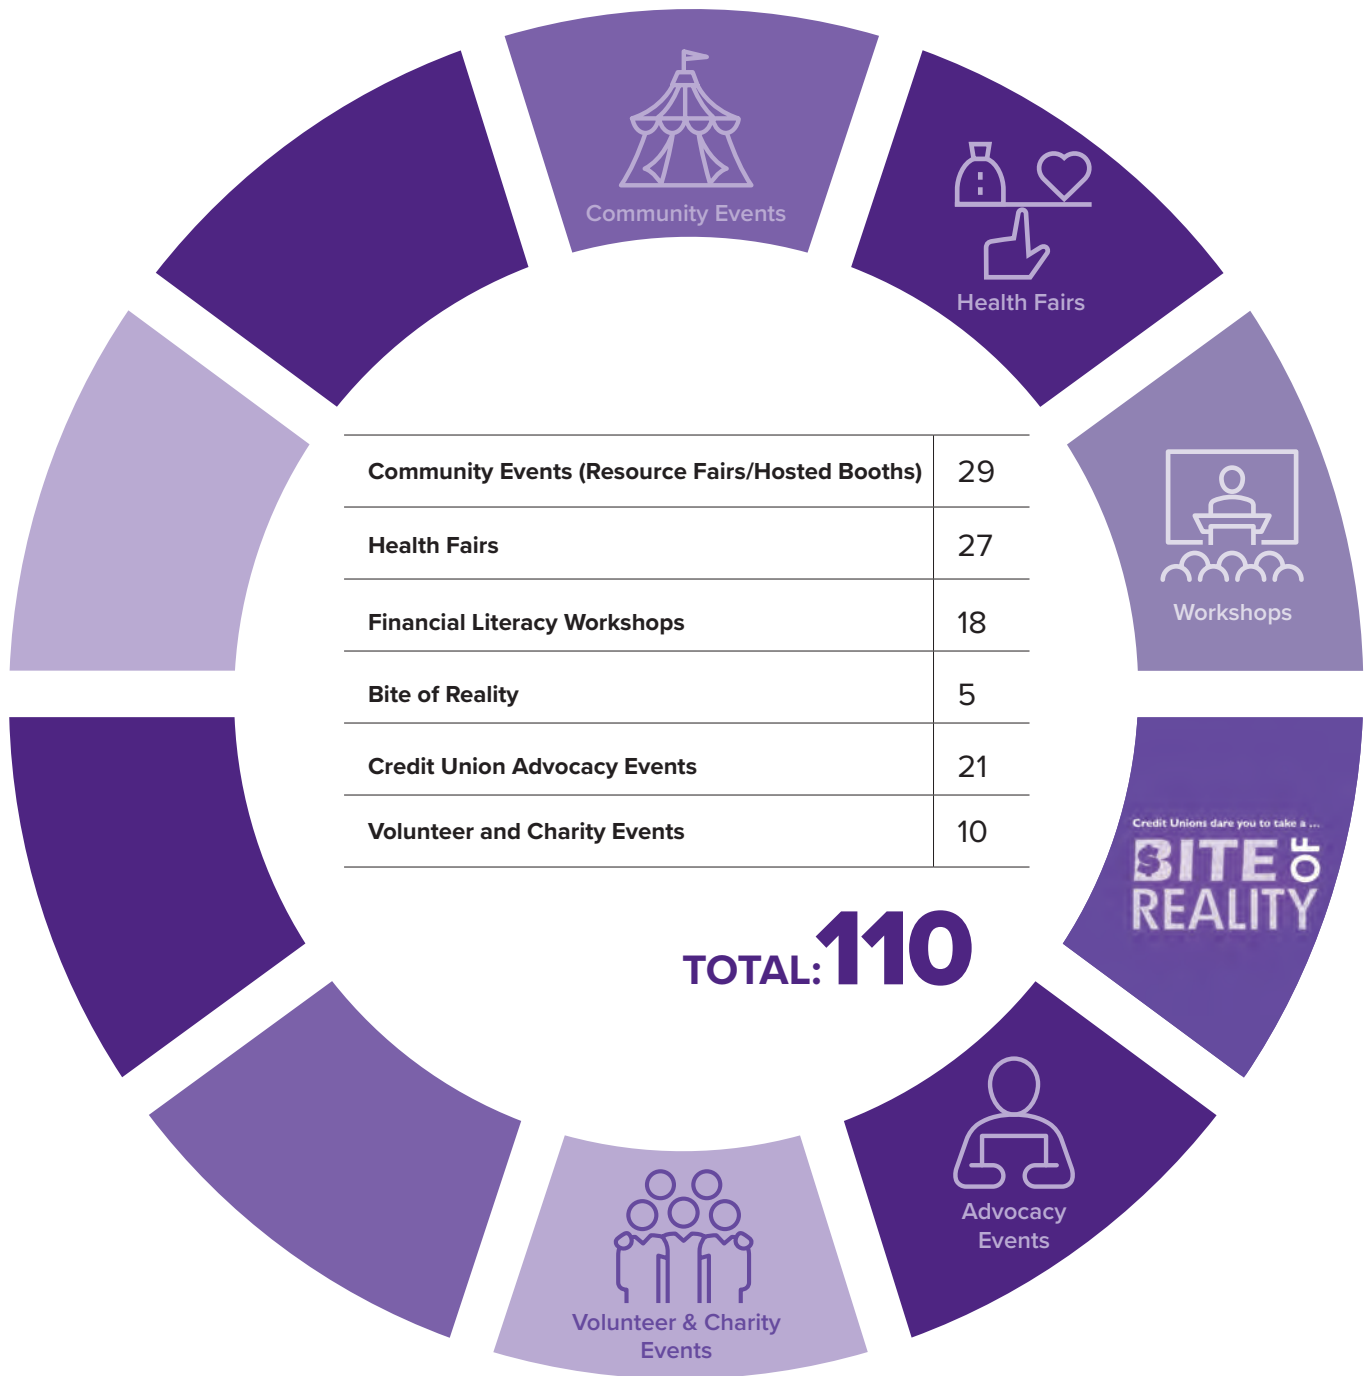 Community Events
Health Fairs
Workshops
Community Events (Resource Fairs/Hosted Booths) 29
Health Fairs 27
Financial Literacy Workshops 18
Bite of Reality 5
Credit Union Advocacy Events 21
Volunteer and Charity Events 10
TOTAL: 110
Credit Unions dare you to take a ...
BITE OF
REALITY
Advocacy
Events
Volunteer & Charity
Events